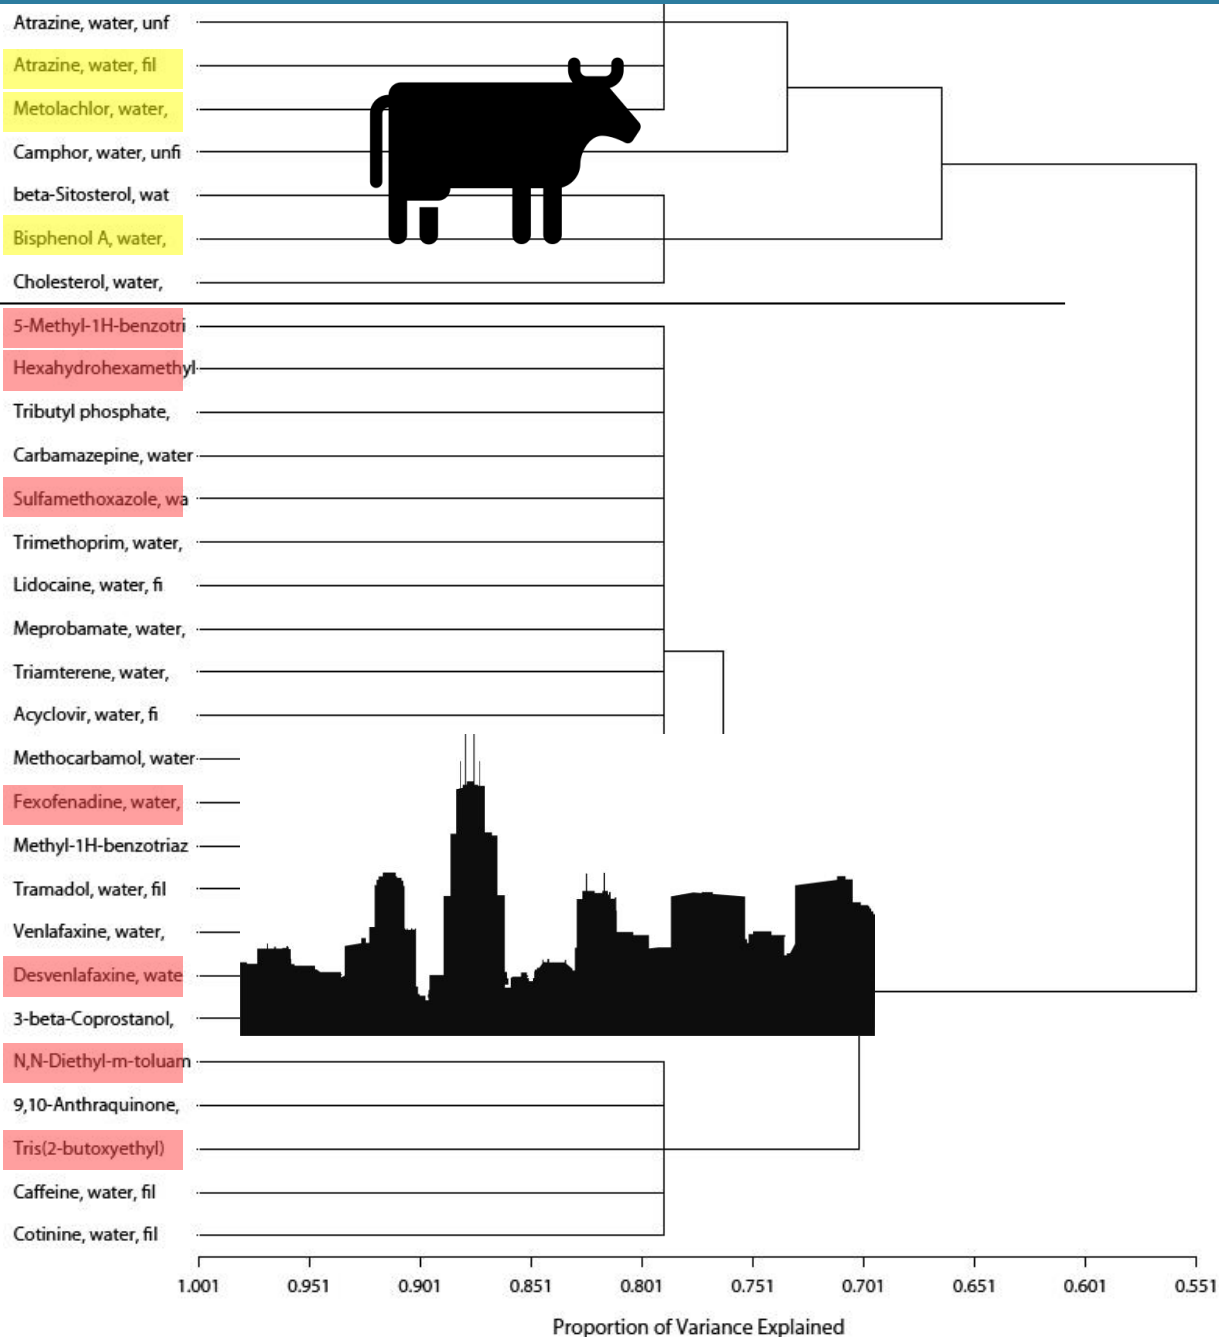 Atrazine, water, unf
Atrazine, water, fil
Metolachlor, water,
Camphor, water, unfi
beta-Sitosterol, wat
Bisphenol A, water,
Cholesterol, water,
5-Methyl-1H-benzotri
Hexahydrohexamethyl
Tributyl phosphate,
Carbamazepine, water
Sulfamethoxazole, wa
Trimethoprim, water,
Lidocaine, water, fi
Meprobamate, water,
Triamterene, water,
Acyclovir, water, fi
Methocarbamol, water
Fexofenadine, water,
Methyl-1H-benzotriaz
Tramadol, water, fil
Venlafaxine, water,
Desvenlafaxine, wate
3-beta-Coprostanol,
N,N-Diethyl-m-toluam
9,10-Anthraquinone,
Tris(2-butoxyethyl)
Caffeine, water, fil
Cotinine, water, fil
1.001 0.951 0.901 0.851 0.801 0.751 0.701 0.651 0.601 0.551
Proportion of Variance Explained